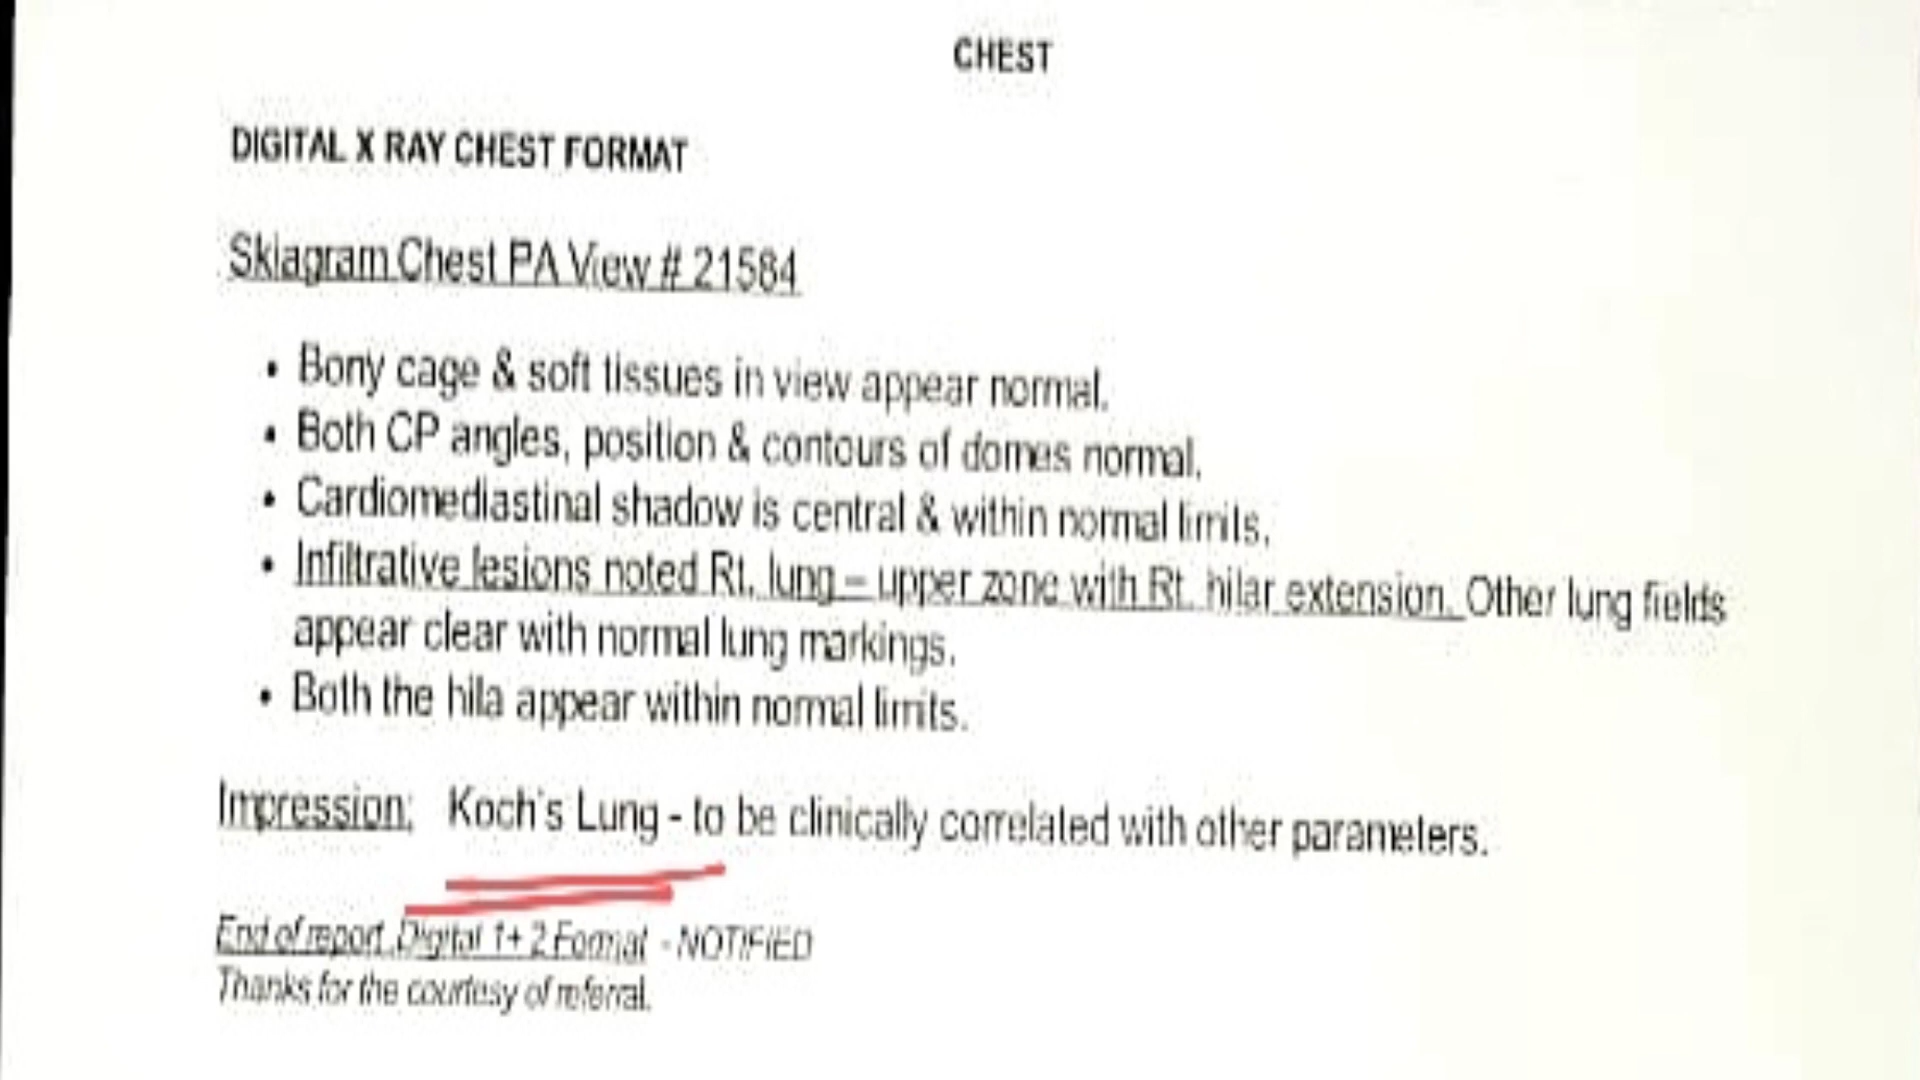 CHEST
DIGITAL X RAY CHEST FORMAT
Skiagram Chest PA View # 21584
• Bony cage & soft tissues in view appear normal.
• Both CP angles, position & contours of domes normal.
• Cardiomediastinal shadow is central & within normal limits.
• Infiltrative lesions noted Rt. lung – upper zone with Rt. hilar extension. Other lung fields
appear clear with normal lung markings.
• Both the hila appear within normal limits.
Impression: Koch's Lung - to be clinically correlated with other parameters.
End of report. Digital 1+ 2 Format - NOTIFIED
Thanks for the courtesy of referral.